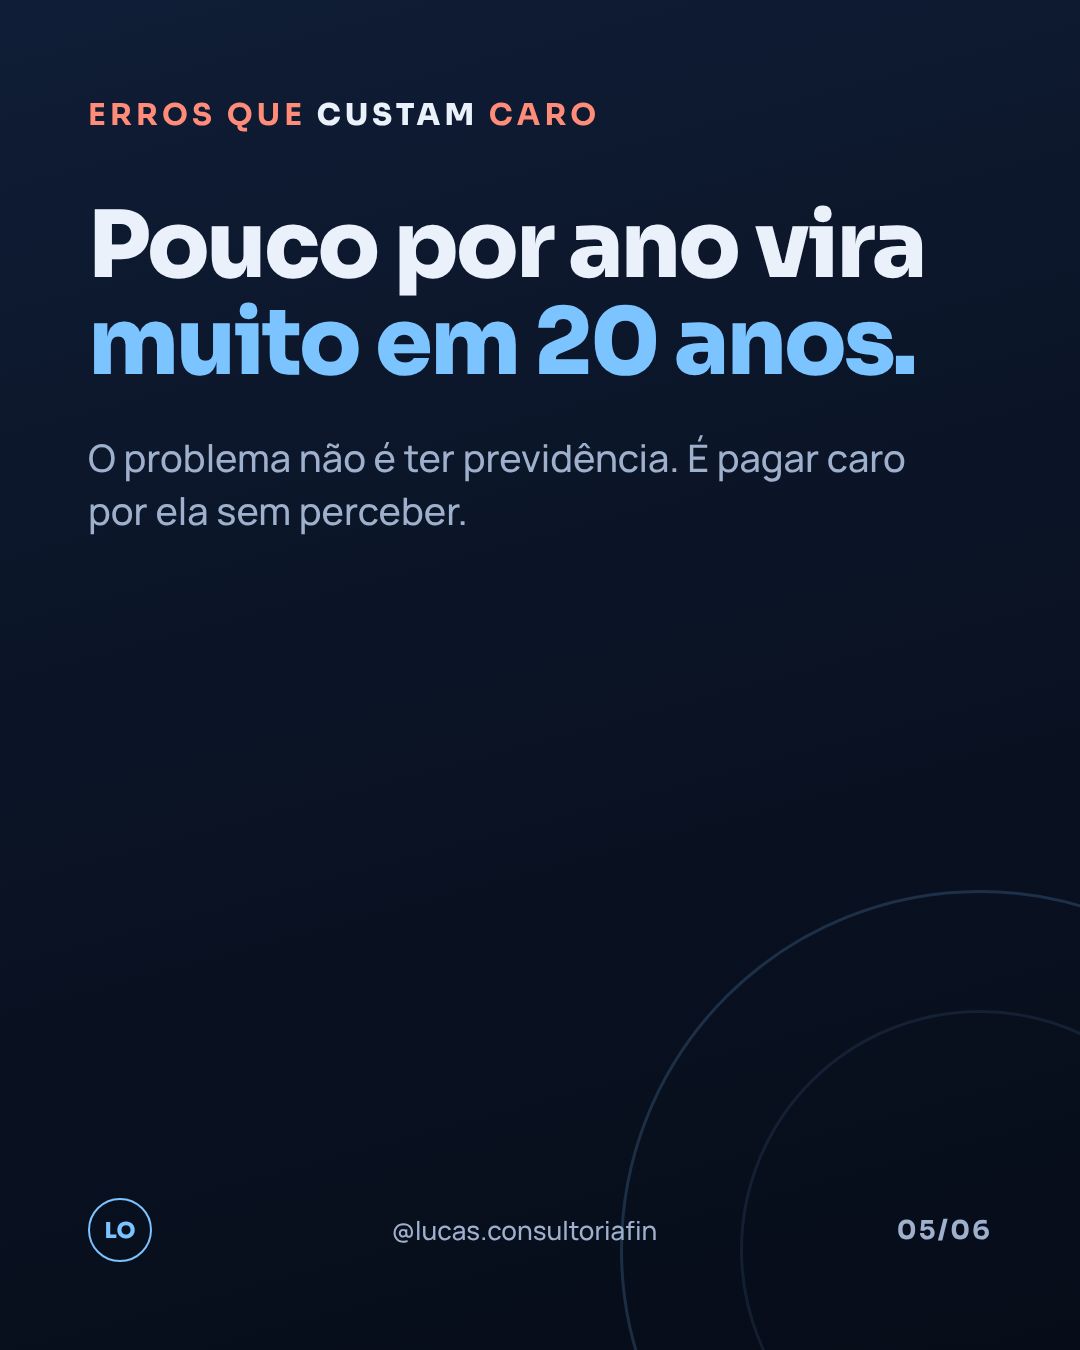 ERROS QUE CUSTAM CARO
Pouco por ano vira
muito em 20 anos.
O problema não é ter previdência. É pagar caro
por ela sem perceber.
LO
@lucas.consultoriafin
05/06